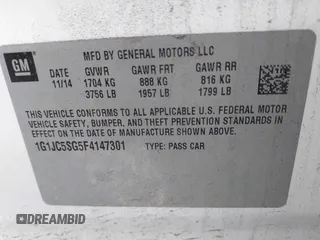 GM
MFD BY GENERAL MOTORS LLC
DATE GVWR GAWR FRT GAWR RR
11/14 1704 KG 888 KG 816 KG
3756 LB 1957 LB 1799 LB
THIS VEHICLE CONFORMS TO ALL APPLICABLE U.S. FEDERAL MOTOR
VEHICLE SAFETY, BUMPER, AND THEFT PREVENTION STANDARDS
IN EFFECT ON THE DATE OF MANUFACTURE SHOWN ABOVE.
1G1JC5SG5F4147301 TYPE: PASS CAR
DREAMBID